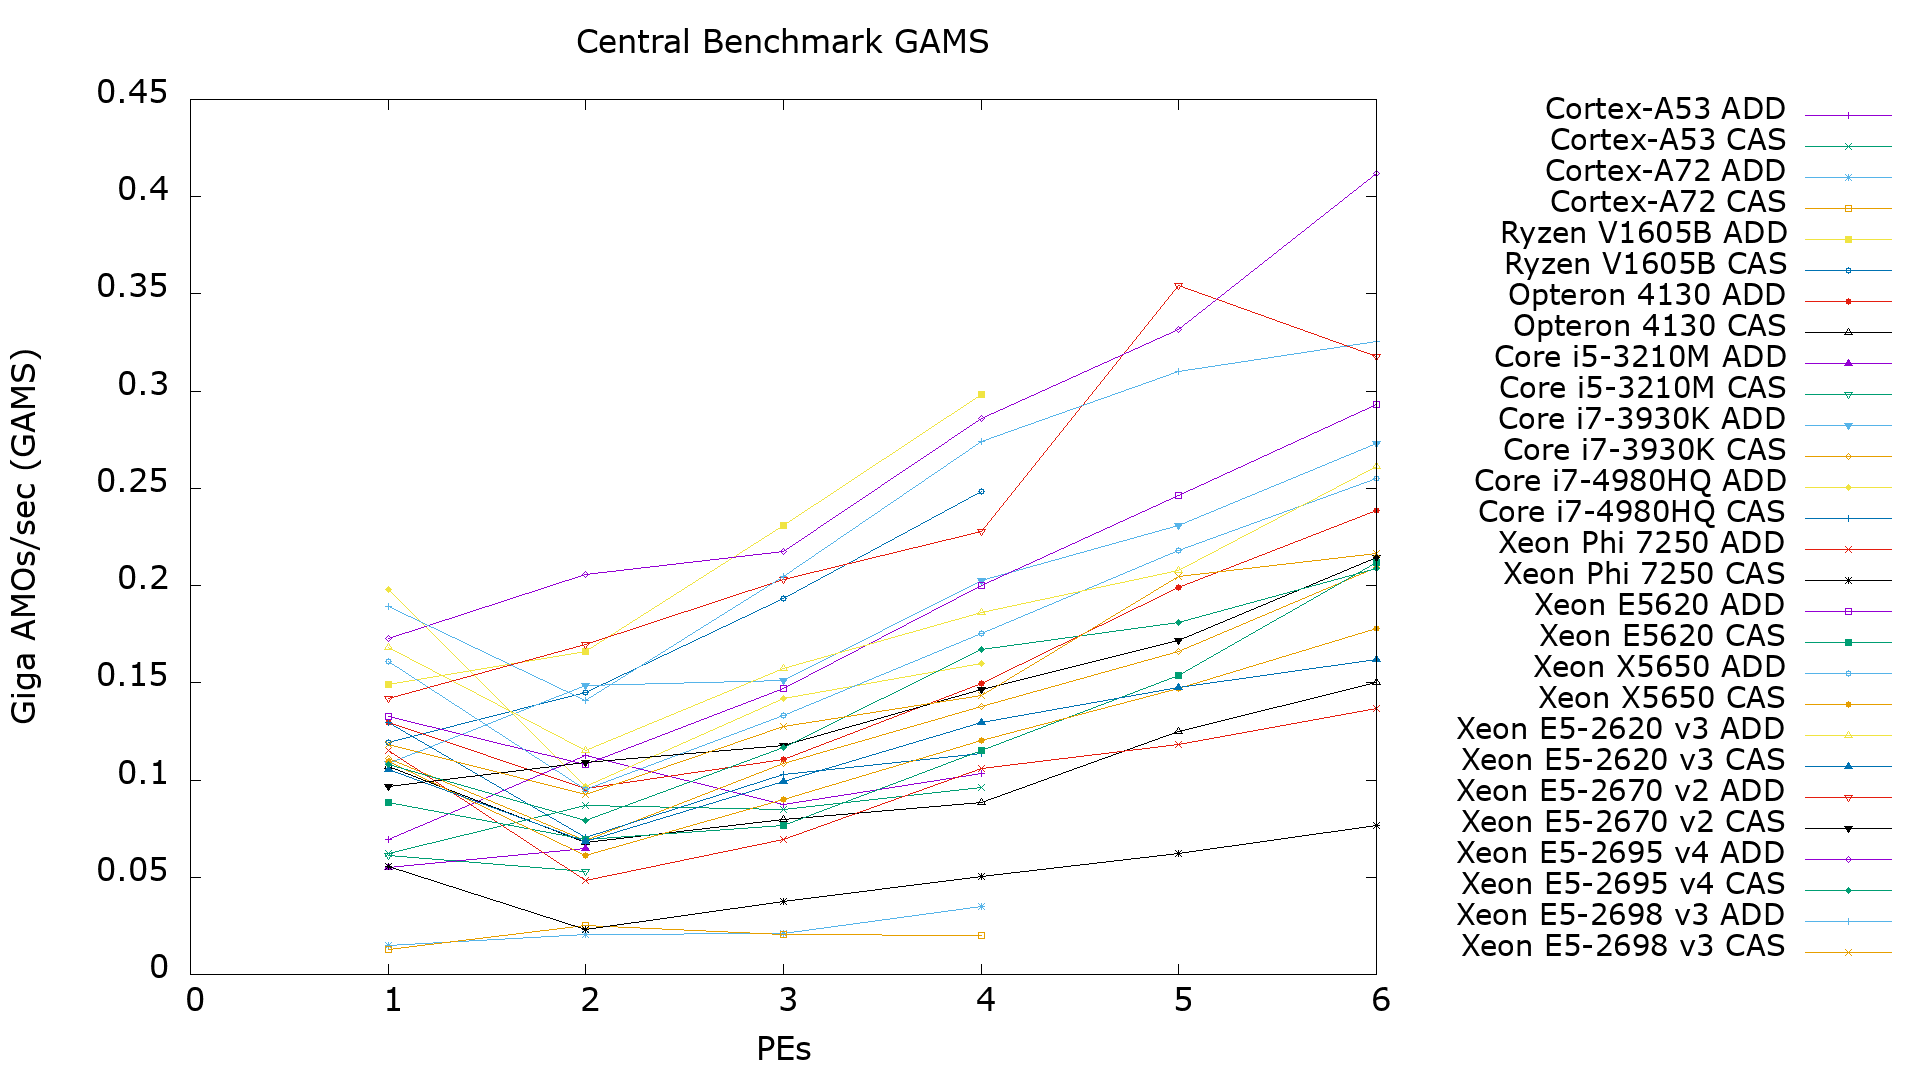 Central Benchmark GAMS
0.45
0.4
0.35
0.3
0.25
0.2
0.15
0.1
0.05
0
0 1 2 3 4 5 6
PEs
Giga AMOs/sec (GAMS)
Cortex-A53 ADD
Cortex-A53 CAS
Cortex-A72 ADD
Cortex-A72 CAS
Ryzen V1605B ADD
Ryzen V1605B CAS
Opteron 4130 ADD
Opteron 4130 CAS
Core i5-3210M ADD
Core i5-3210M CAS
Core i7-3930K ADD
Core i7-3930K CAS
Core i7-4980HQ ADD
Core i7-4980HQ CAS
Xeon Phi 7250 ADD
Xeon Phi 7250 CAS
Xeon E5620 ADD
Xeon E5620 CAS
Xeon X5650 ADD
Xeon X5650 CAS
Xeon E5-2620 v3 ADD
Xeon E5-2620 v3 CAS
Xeon E5-2670 v2 ADD
Xeon E5-2670 v2 CAS
Xeon E5-2695 v4 ADD
Xeon E5-2695 v4 CAS
Xeon E5-2698 v3 ADD
Xeon E5-2698 v3 CAS